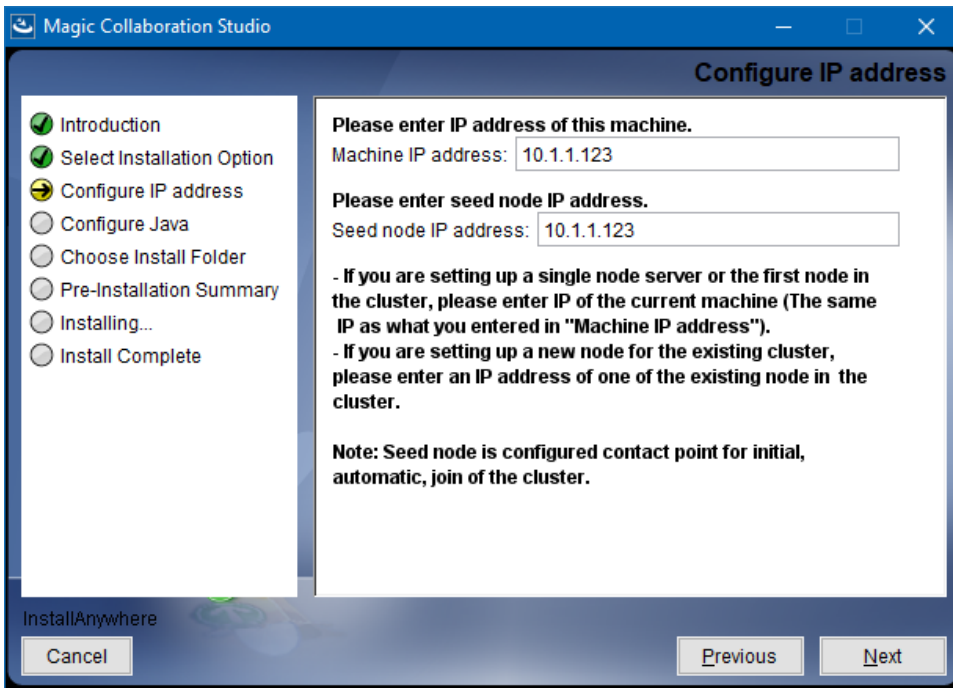 Magic Collaboration Studio
Configure IP address
Introduction
Select Installation Option
Configure IP address
Configure Java
Choose Install Folder
Pre-Installation Summary
Installing...
Install Complete
Please enter IP address of this machine.
Machine IP address: 10.1.1.123
Please enter seed node IP address.
Seed node IP address: 10.1.1.123
- If you are setting up a single node server or the first node in
the cluster, please enter IP of the current machine (The same
IP as what you entered in "Machine IP address").
- If you are setting up a new node for the existing cluster,
please enter an IP address of one of the existing node in the
cluster.
Note: Seed node is configured contact point for initial,
automatic, join of the cluster.
InstallAnywhere
Cancel
Previous
Next